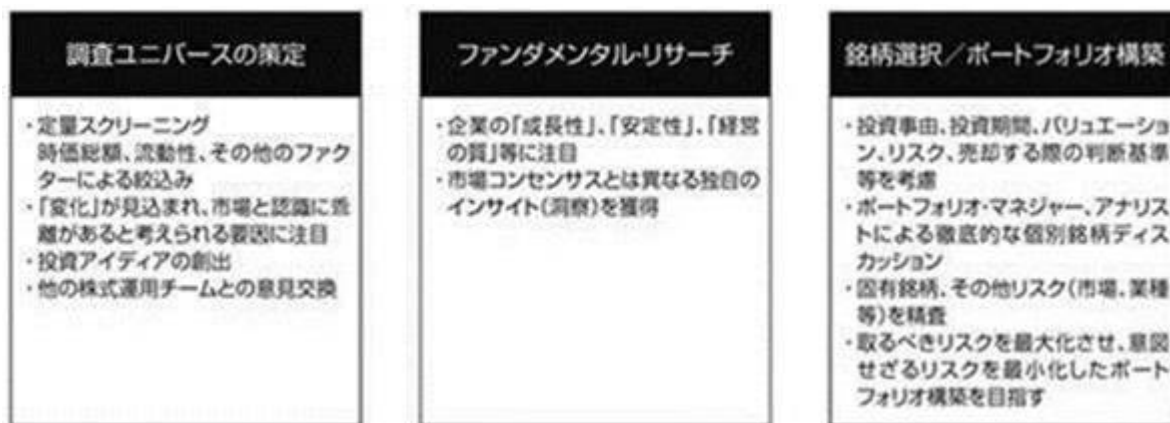 調査ユニバースの策定
・定量スクリーニング
時価総額、流動性、その他のファク
ターによる絞込み
・「変化」が見込まれ、市場と認識に乖
離があると考えられる要因に注目
・投資アイディアの創出
・他の株式運用チームとの意見交換
ファンダメンタル・リサーチ
・企業の「成長性」、「安定性」、「経営
の質」等に注目
・市場コンセンサスとは異なる独自の
インサイト(洞察)を獲得
銘柄選択／ポートフォリオ構築
・投資事由、投資期間、バリュエーショ
ン、リスク、売却する際の判断基準
等を考慮
・ポートフォリオ・マネジャー、アナリス
トによる徹底的な個別銘柄ディス
カッション
・固有銘柄、その他リスク(市場、業種
等)を精査
・取るべきリスクを最大化させ、意図
せざるリスクを最小化したポート
フォリオ構築を目指す